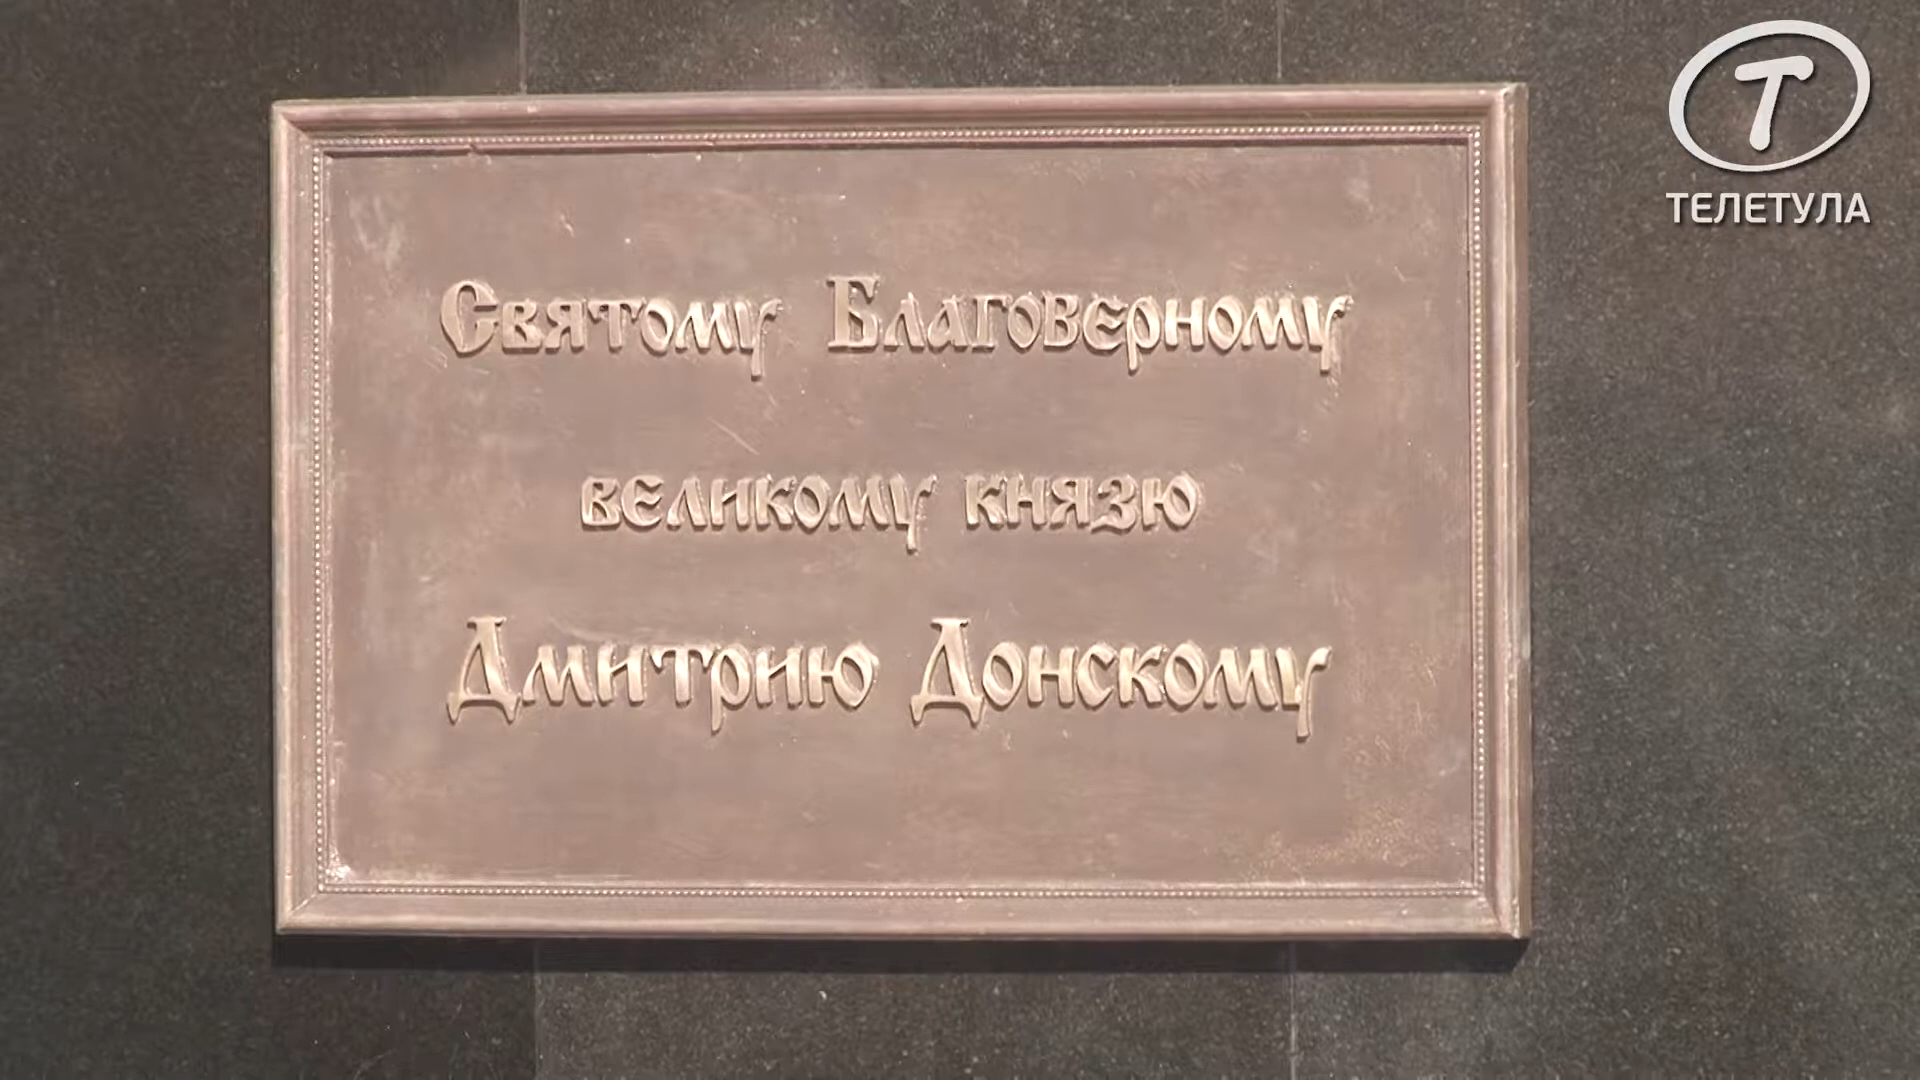 ТЕЛЕТУЛА
Святому Благоверному
великому князю
Дмитрию Донскому